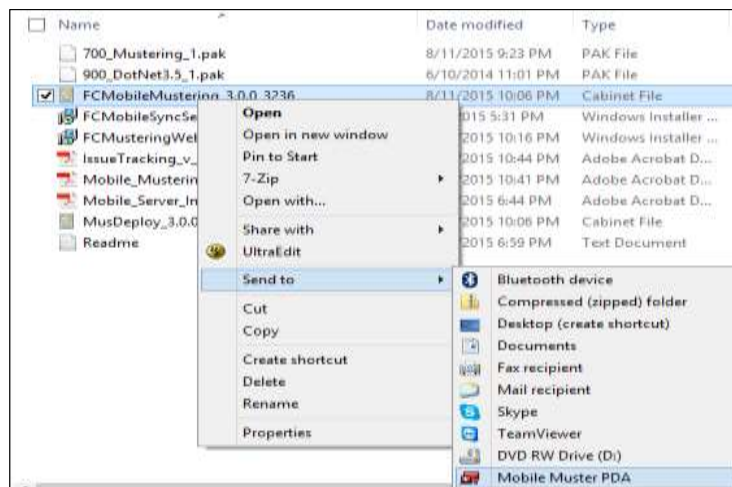 Name Date modified Type
700_Mustering_1.pak 8/11/2015 9:23 PM PAK File
900_DotNet3.5_1.pak 6/10/2014 11:01 PM PAK File
FCMobileMustering_3.0.0_3236 8/11/2015 10:06 PM Cabinet File
FCMobileSyncSe 015 5:31 PM Windows Installer ...
FCMusteringWel 2015 10:16 PM Windows Installer ...
IssueTracking_v_ 2015 10:44 PM Adobe Acrobat D...
Mobile_Musterin 2015 10:41 PM Adobe Acrobat D...
Mobile_Server_In 2015 6:44 PM Adobe Acrobat D...
MusDeploy_3.0.0 2015 10:06 PM Cabinet File
Readme 2015 6:59 PM Text Document
Open
Open in new window
Pin to Start
7-Zip
Open with...
Share with
UltraEdit
Send to
Cut
Copy
Create shortcut
Delete
Rename
Properties
Bluetooth device
Compressed (zipped) folder
Desktop (create shortcut)
Documents
Fax recipient
Mail recipient
Skype
TeamViewer
DVD RW Drive (D:)
Mobile Muster PDA